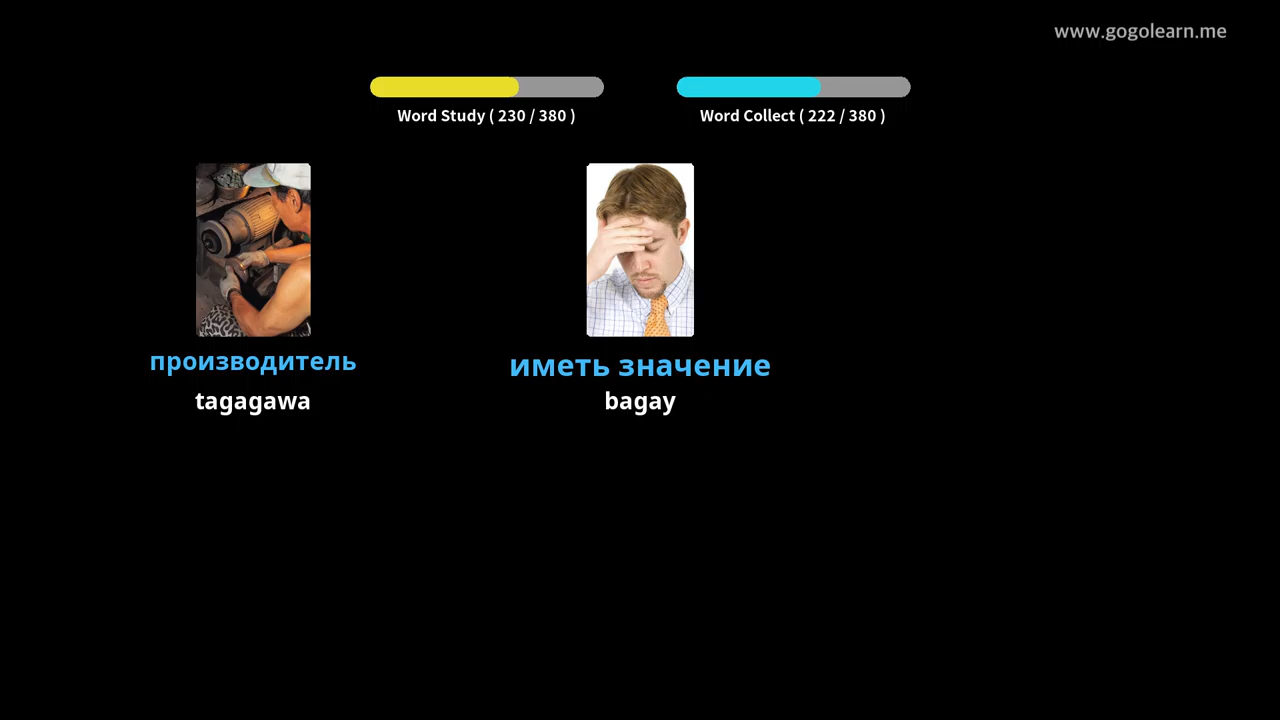 www.gogolearn.me
Word Study ( 230 / 380 )
Word Collect ( 222 / 380 )
производитель
tagagawa
иметь значение
bagay